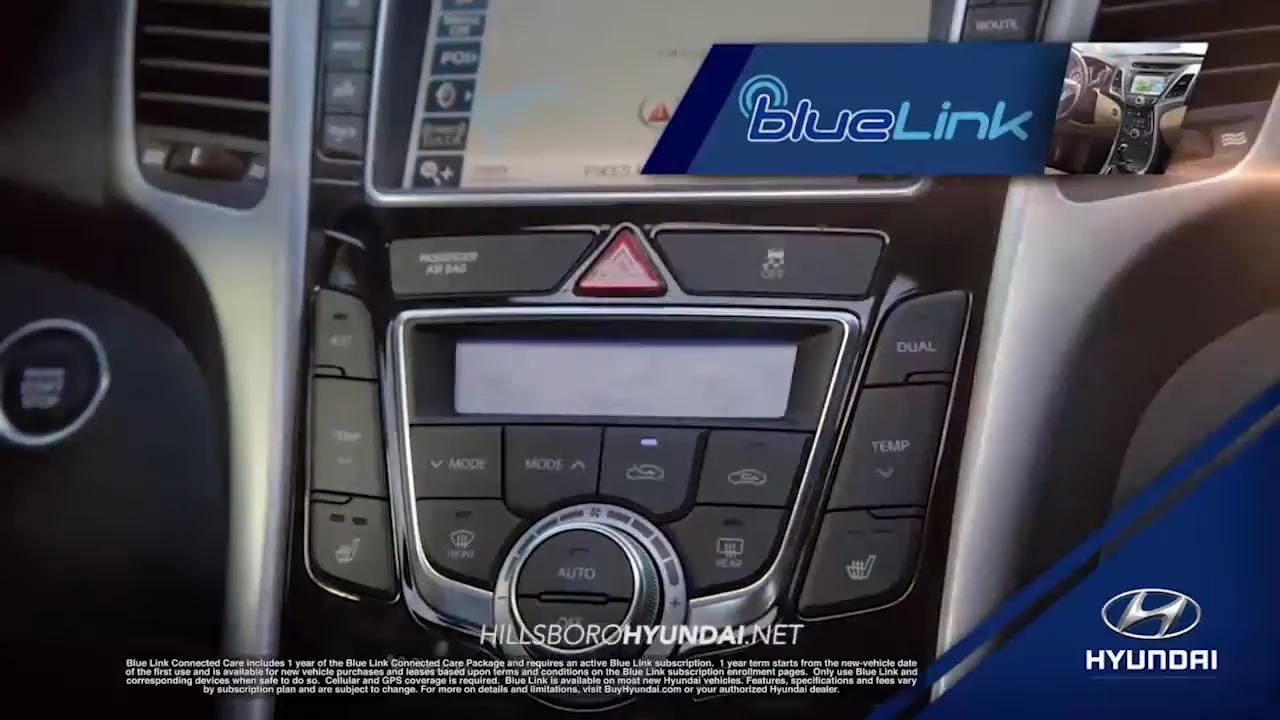 ROUTE
POI
blueLink
PASSENGER
AIR BAG
OFF
DUAL
TEMP
TEMP
MODE
MODE
FRONT
REAR
AUTO
OFF
HILLSBOROHYUNDAI.NET
HYUNDAI
Blue Link Connected Care includes 1 year of the Blue Link Connected Care Package and requires an active Blue Link subscription. 1 year term starts from the new-vehicle date
of the first use and is available for new vehicle purchases and leases based upon terms and conditions on the Blue Link subscription enrollment pages. Only use Blue Link and
corresponding devices when safe to do so. Cellular and GPS coverage is required. Blue Link is available on most new Hyundai vehicles. Features, specifications and fees vary
by subscription plan and are subject to change. For more on details and limitations, visit BuyHyundai.com or your authorized Hyundai dealer.